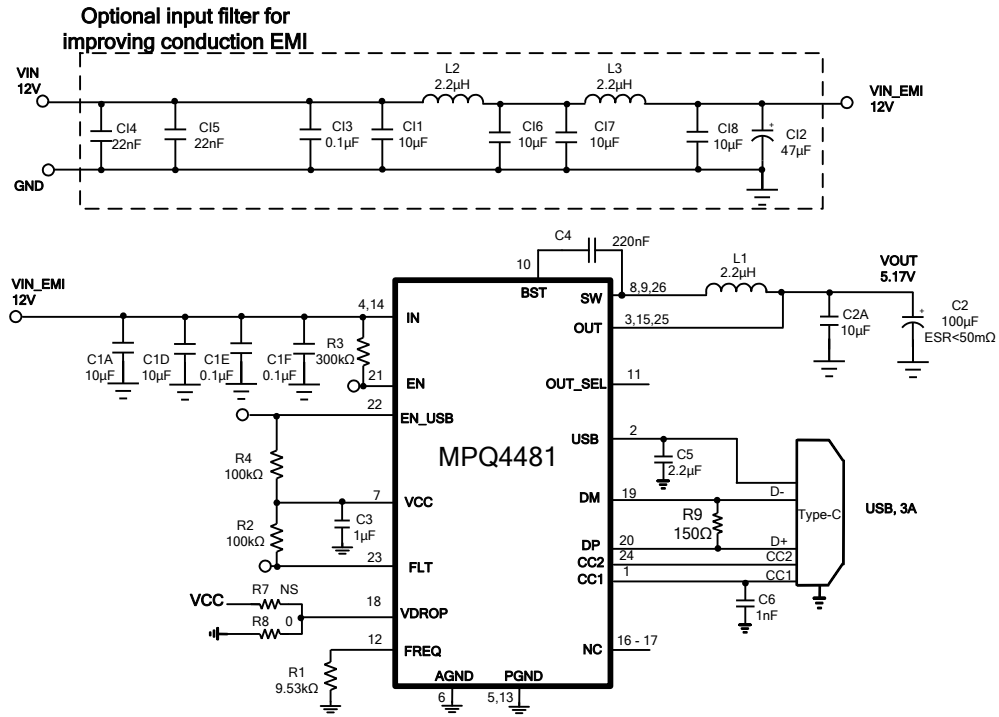 Optional input filter for
improving conduction EMI
VIN
12V
GND
CI4
22nF
CI5
22nF
CI3
0.1µF
CI1
10µF
L2
2.2µH
CI6
10µF
CI7
10µF
L3
2.2µH
CI8
10µF
+
CI2
47µF
VIN_EMI
12V
VIN_EMI
12V
C1A
10µF
C1D
10µF
C1E
0.1µF
C1F
0.1µF
R3
300kΩ
4,14
IN
21
EN
22
EN_USB
R4
100kΩ
7
VCC
C3
1µF
R2
100kΩ
23
FLT
VCC
R7 NS
R8 0
18
VDROP
12
FREQ
R1
9.53kΩ
AGND
6
PGND
5,13
MPQ4481
C4
220nF
10
BST
SW
8,9,26
L1
2.2µH
OUT
3,15,25
VOUT
5.17V
C2A
10µF
+
C2
100µF
ESR<50mΩ
OUT_SEL
11
USB
2
C5
2.2µF
DM
19
D-
R9
150Ω
DP
20
D+
CC2
24
CC2
CC1
1
CC1
C6
1nF
Type-C
USB, 3A
NC
16 - 17